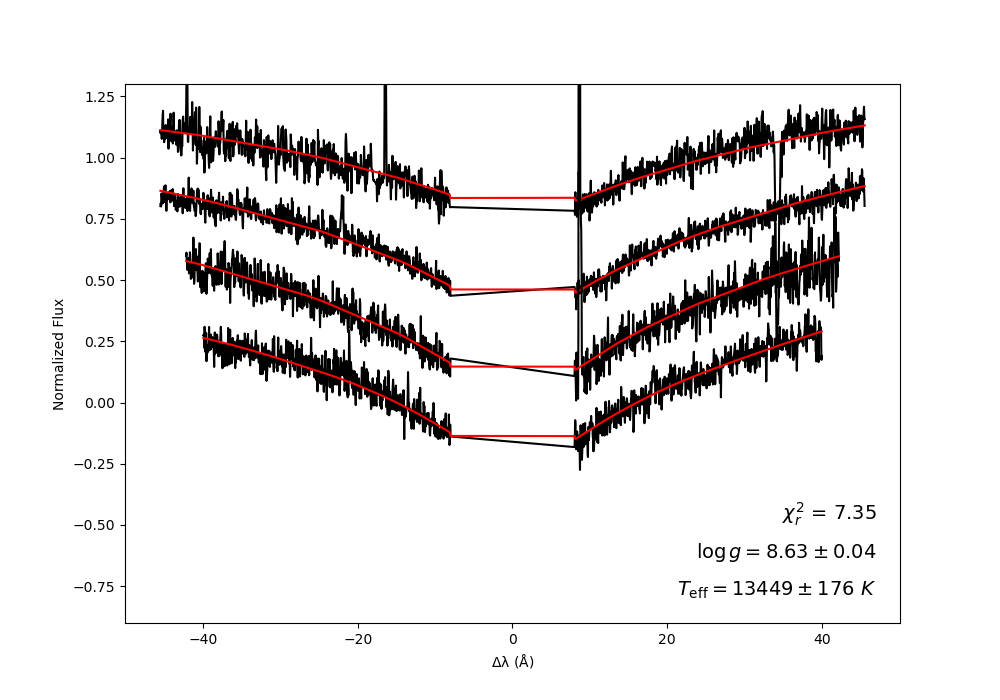 1.25
1.00
0.75
0.50
0.25
0.00
−0.25
−0.50
−0.75
Normalized Flux
χ²ᵣ = 7.35
log g = 8.63 ± 0.04
T_eff = 13449 ± 176 K
−40
−20
0
20
40
Δλ (Å)